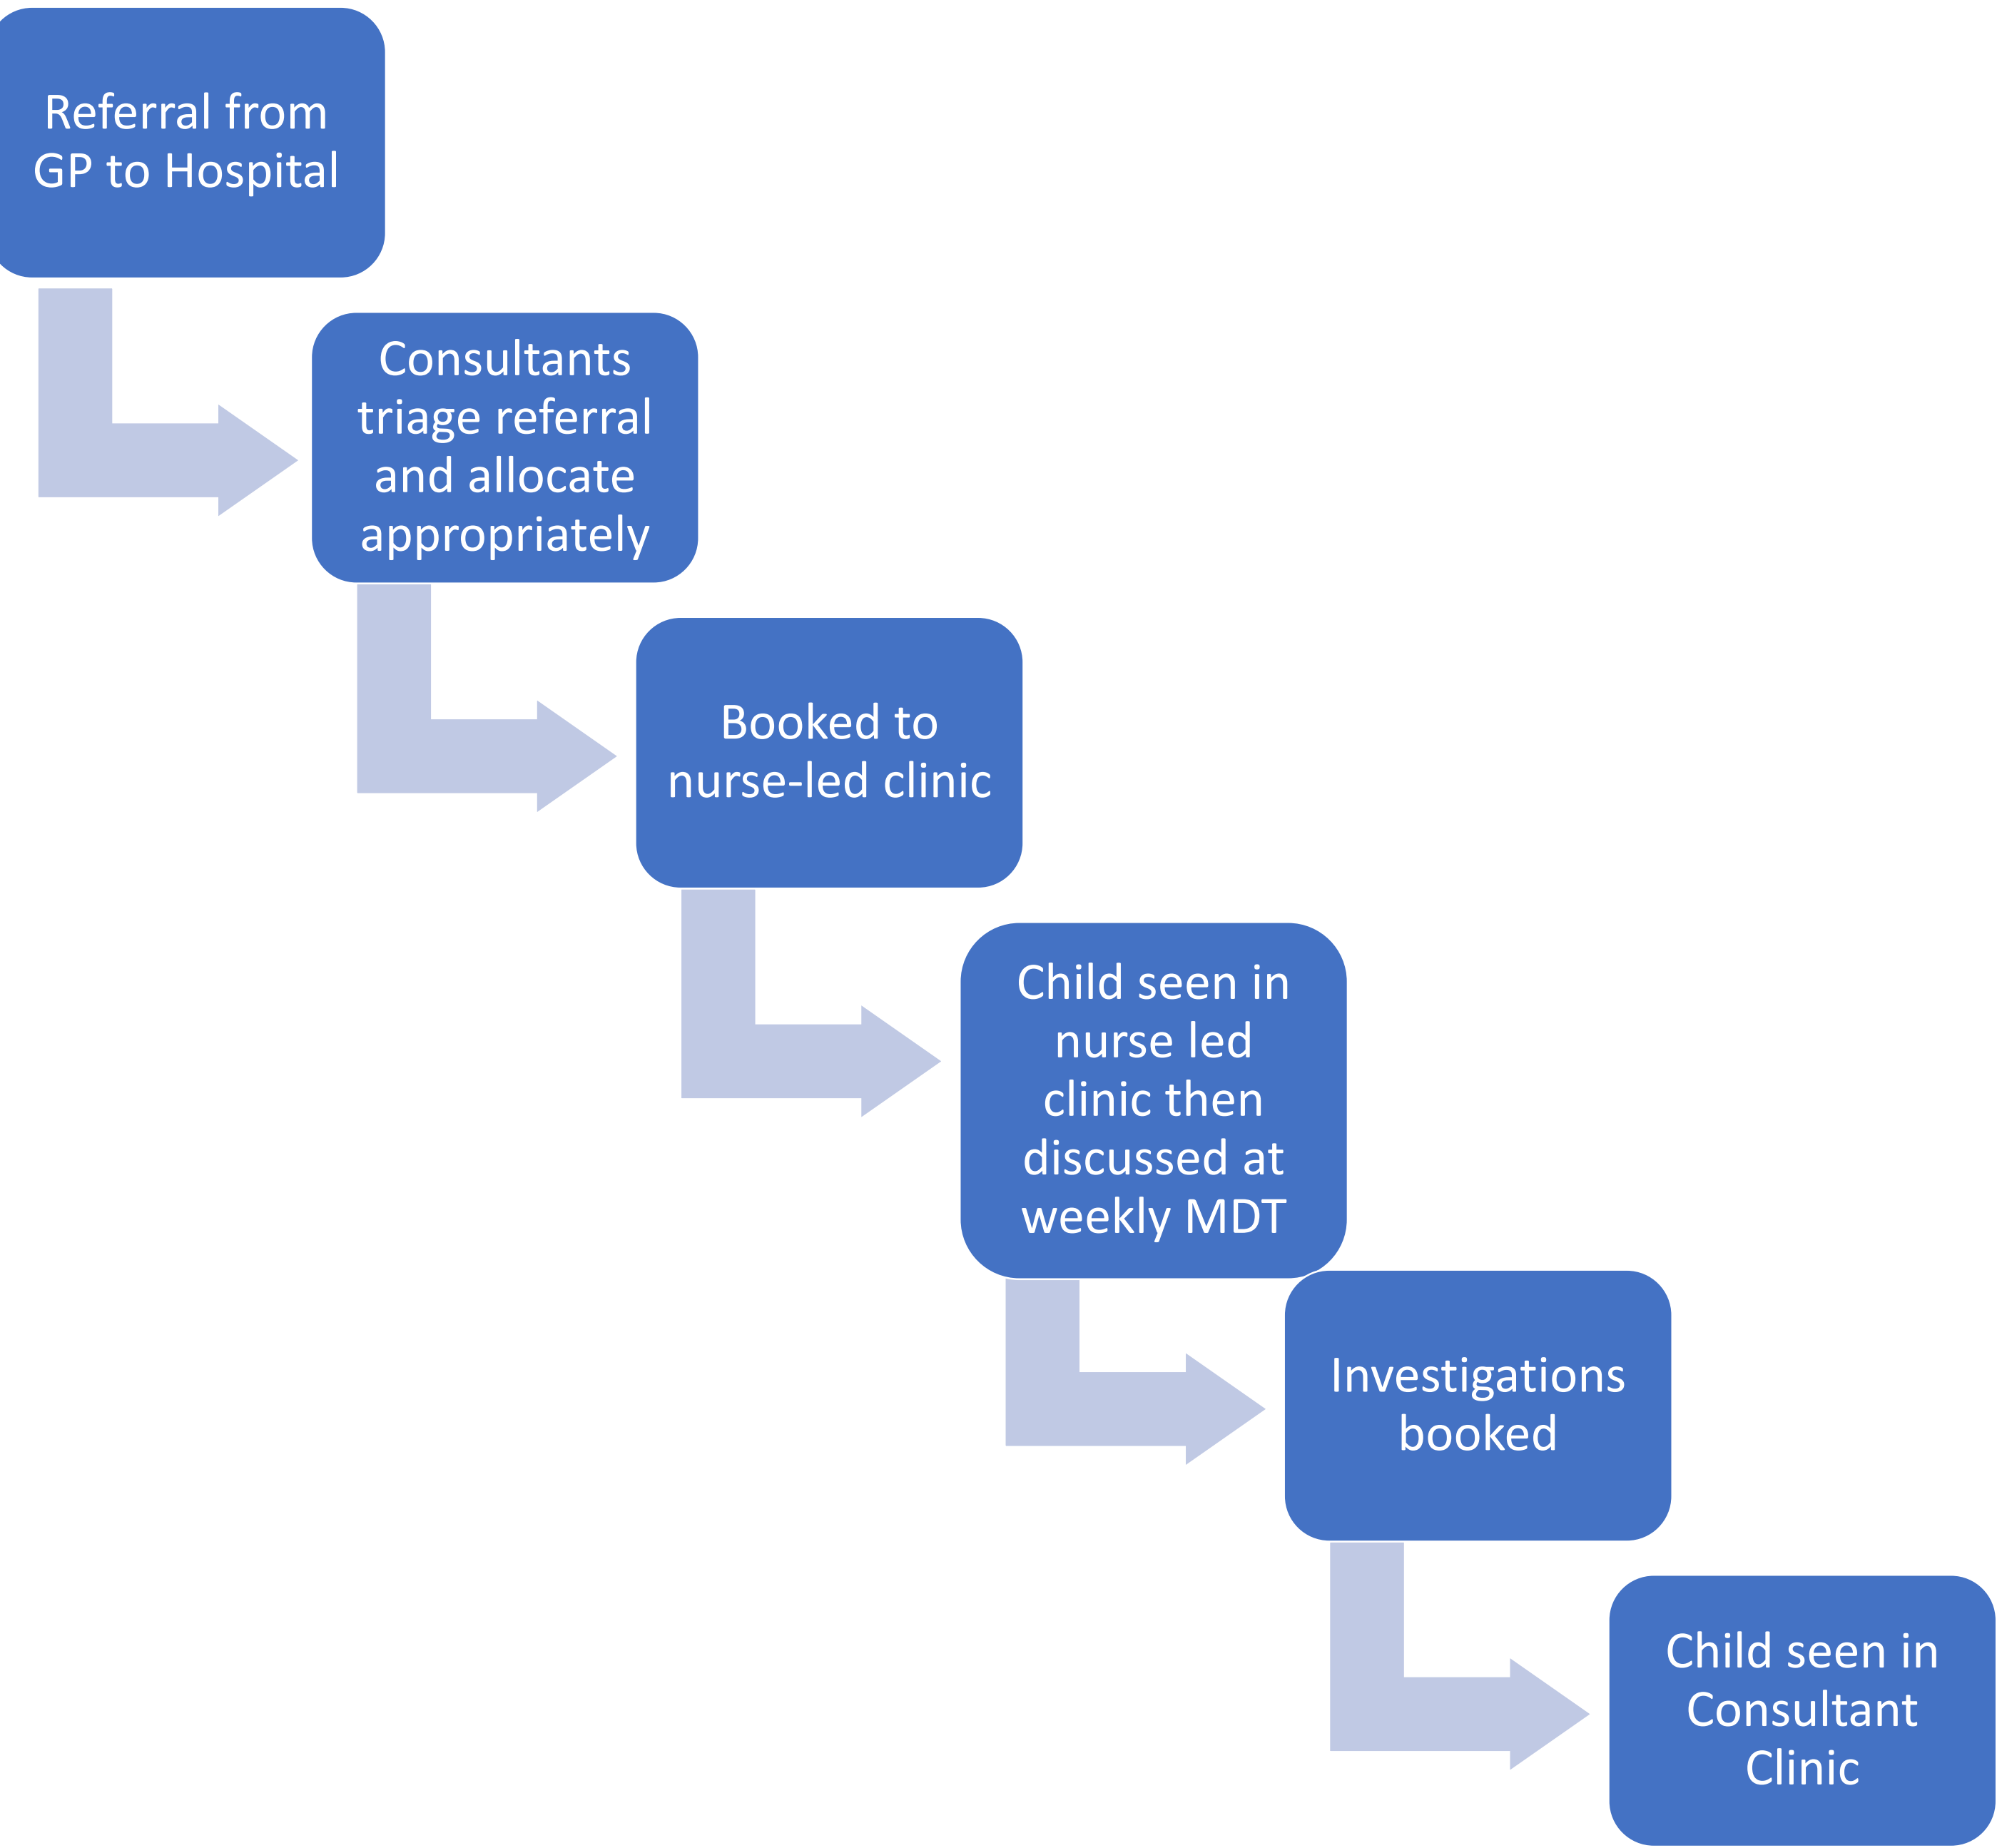 Referral from
GP to Hospital
Consultants
triage referral
and allocate
appropriately
Booked to
nurse-led clinic
Child seen in
nurse led
clinic then
discussed at
weekly MDT
Investigations
booked
Child seen in
Consultant
Clinic